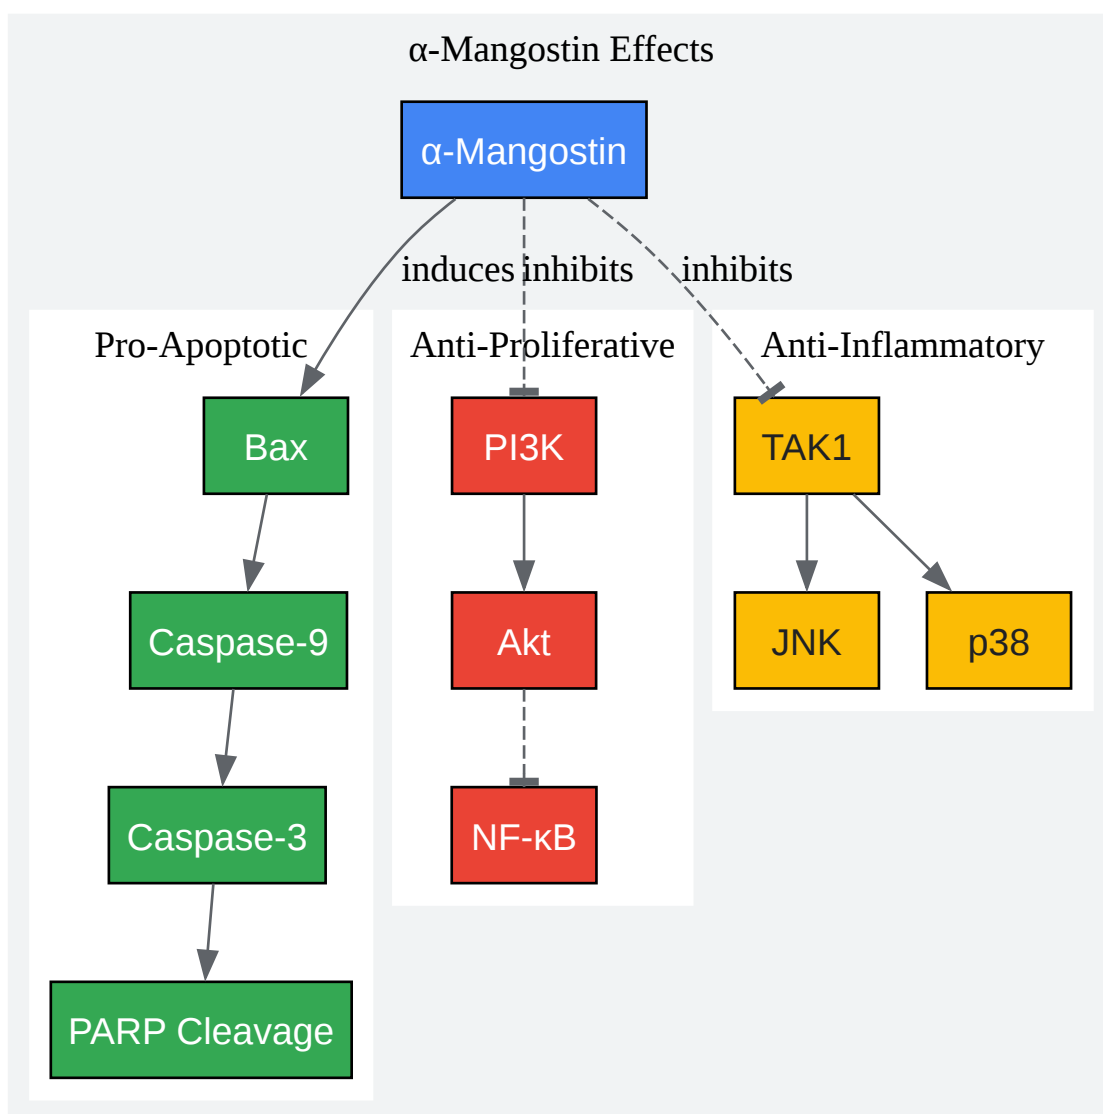 α-Mangostin Effects
α-Mangostin
induces
inhibits
inhibits
Pro-Apoptotic
Anti-Proliferative
Anti-Inflammatory
Bax
PI3K
TAK1
Caspase-9
Akt
JNK
p38
Caspase-3
NF-κB
PARP Cleavage